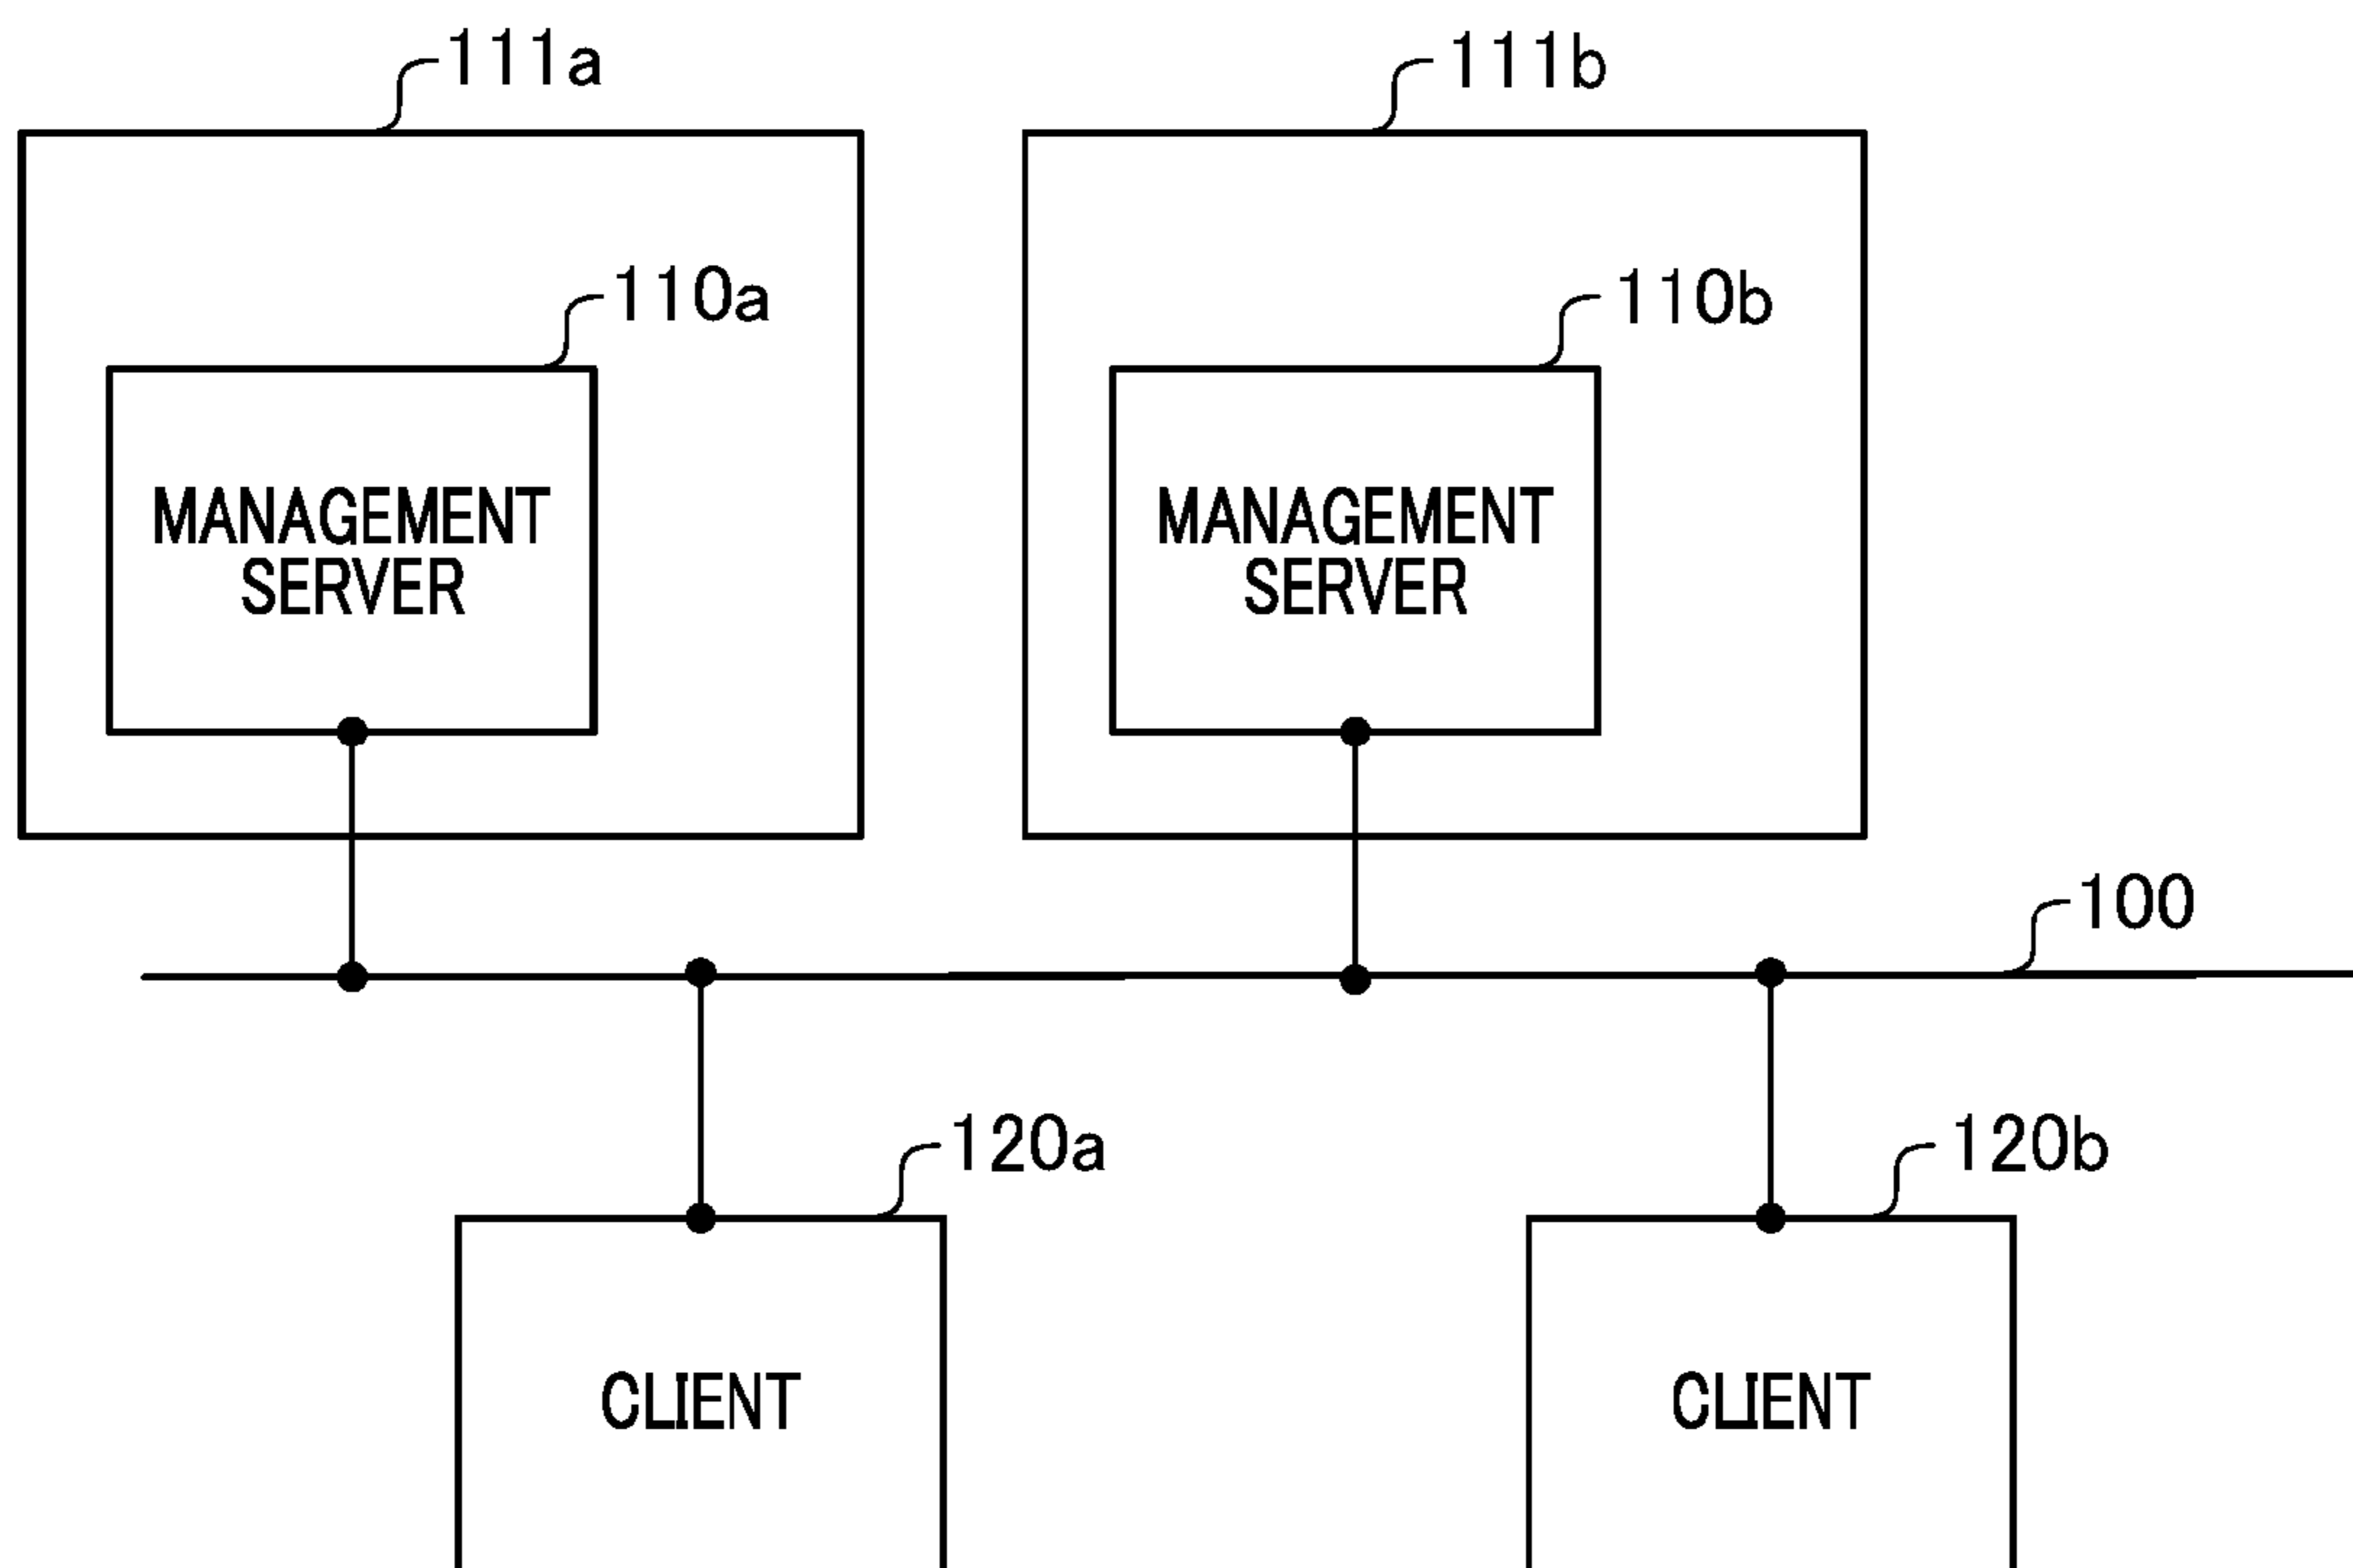 111a
111b
110a
110b
MANAGEMENT
SERVER
MANAGEMENT
SERVER
100
120a
120b
CLIENT
CLIENT